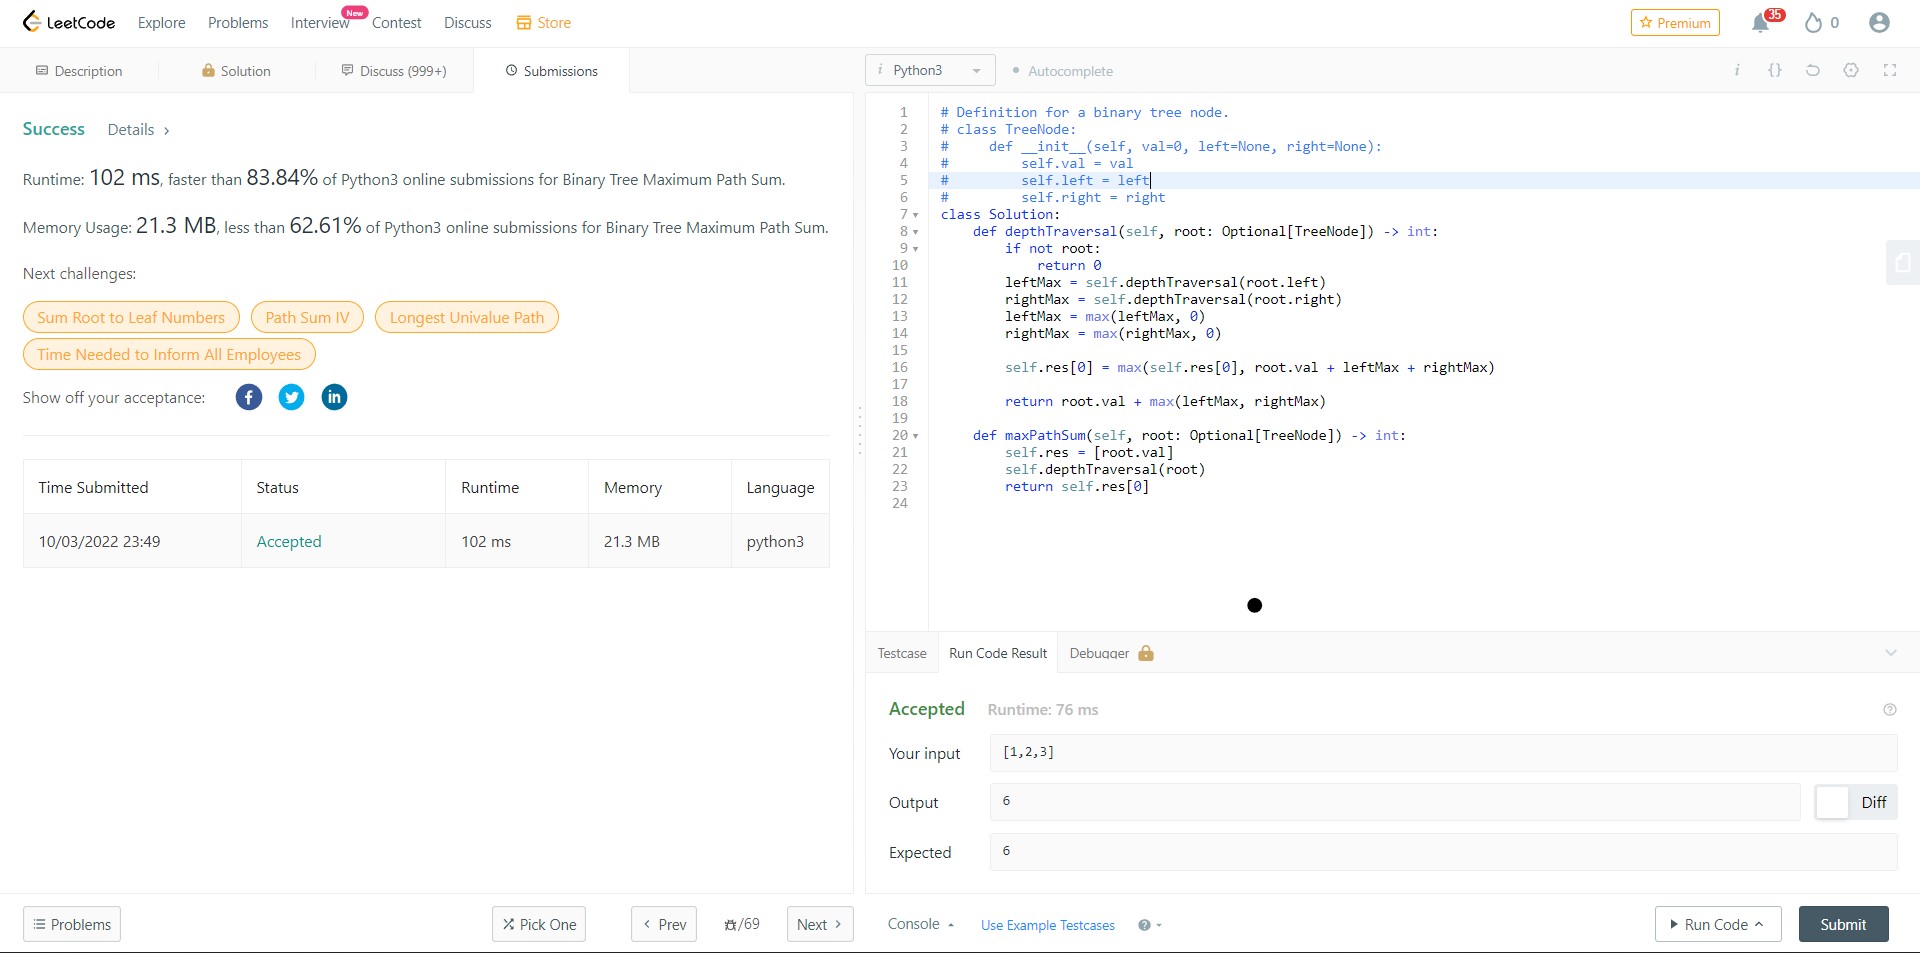 LeetCode Explore Problems Interview New Contest Discuss Store Premium 35 0
Description Solution Discuss (999+) Submissions
i Python3 Autocomplete i {}
Success Details >
Runtime: 102 ms, faster than 83.84% of Python3 online submissions for Binary Tree Maximum Path Sum.
Memory Usage: 21.3 MB, less than 62.61% of Python3 online submissions for Binary Tree Maximum Path Sum.
Next challenges:
Sum Root to Leaf Numbers Path Sum IV Longest Univalue Path
Time Needed to Inform All Employees
Show off your acceptance: f in
Time Submitted Status Runtime Memory Language
10/03/2022 23:49 Accepted 102 ms 21.3 MB python3
1 # Definition for a binary tree node.
2 # class TreeNode:
3 #     def __init__(self, val=0, left=None, right=None):
4 #         self.val = val
5 #         self.left = left
6 #         self.right = right
7 class Solution:
8     def depthTraversal(self, root: Optional[TreeNode]) -> int:
9         if not root:
10             return 0
11         leftMax = self.depthTraversal(root.left)
12         rightMax = self.depthTraversal(root.right)
13         leftMax = max(leftMax, 0)
14         rightMax = max(rightMax, 0)
15
16         self.res[0] = max(self.res[0], root.val + leftMax + rightMax)
17
18         return root.val + max(leftMax, rightMax)
19
20     def maxPathSum(self, root: Optional[TreeNode]) -> int:
21         self.res = [root.val]
22         self.depthTraversal(root)
23         return self.res[0]
24
Testcase Run Code Result Debugger
Accepted Runtime: 76 ms ?
Your input [1,2,3]
Output 6 Diff
Expected 6
Problems Pick One < Prev /69 Next > Console Use Example Testcases ? Run Code Submit